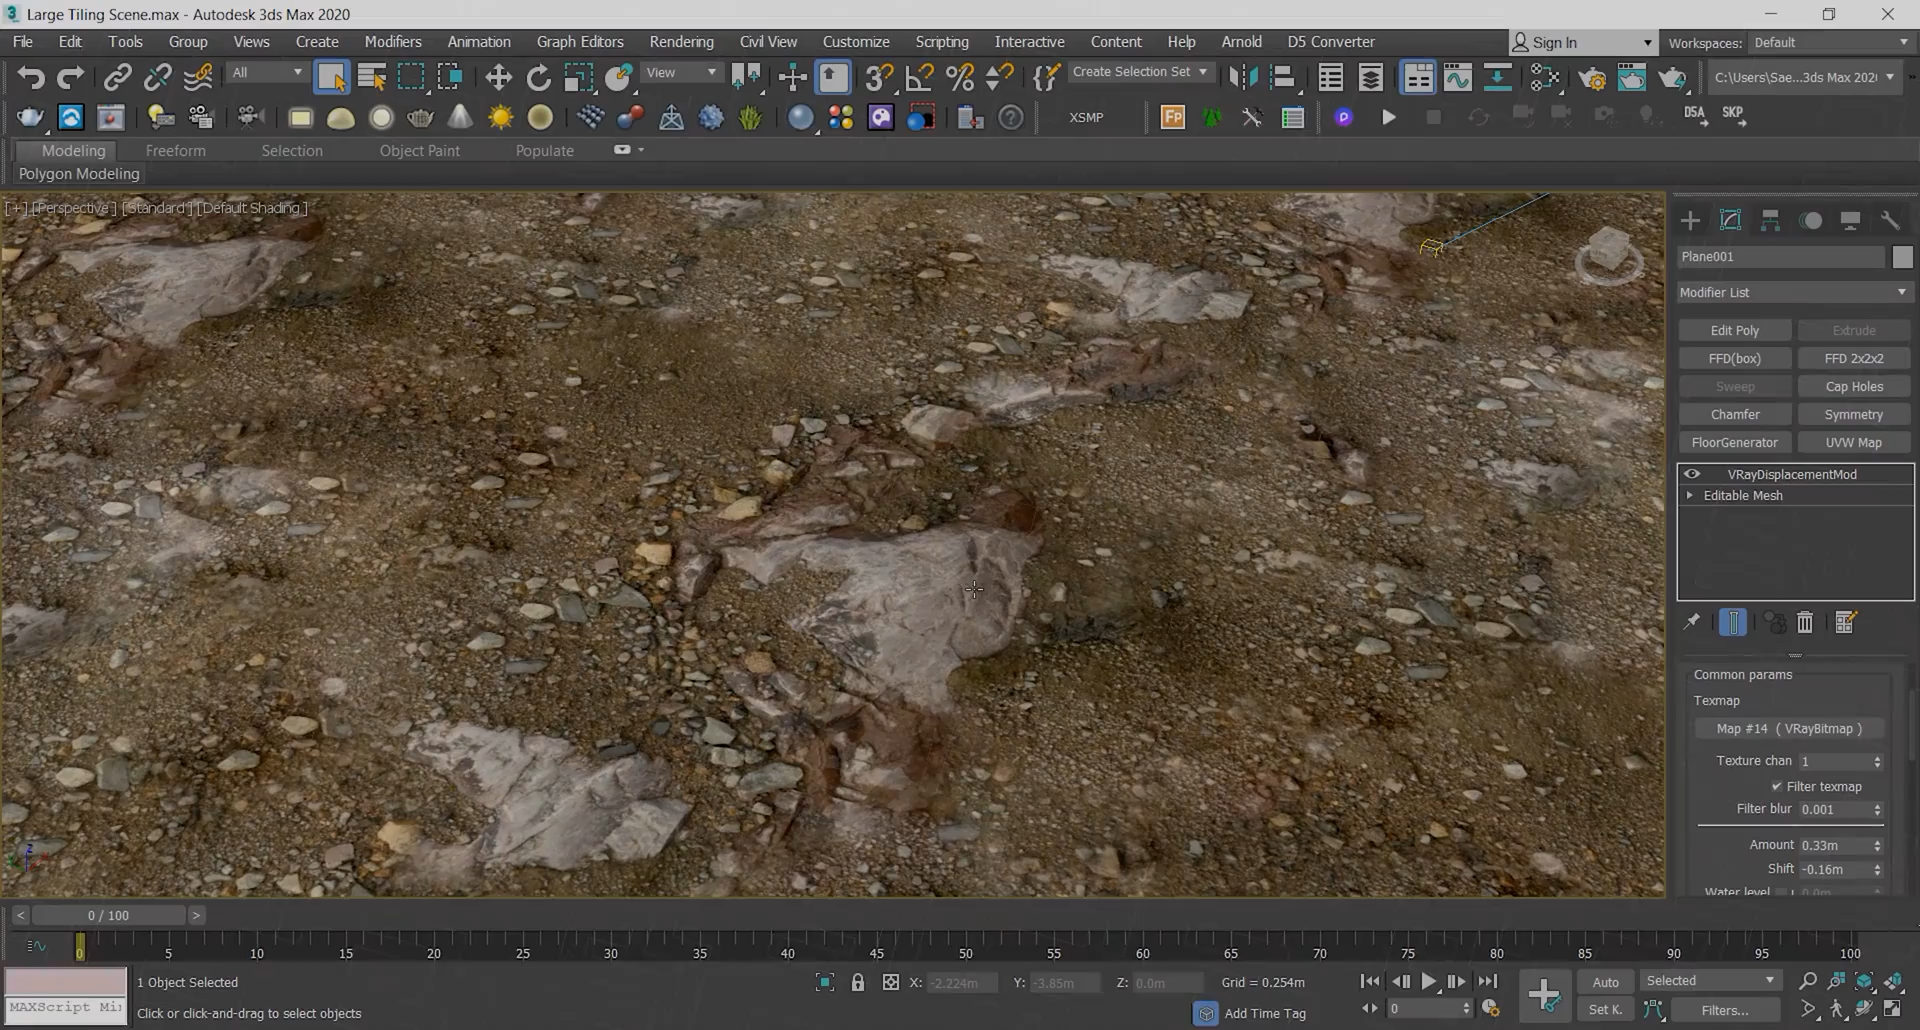 Large Tiling Scene.max - Autodesk 3ds Max 2020
File Edit Tools Group Views Create Modifiers Animation Graph Editors Rendering Civil View Customize Scripting Interactive Content Help Arnold D5 Converter Sign In Workspaces: Default
All View Create Selection Set C:\Users\Sae...3ds Max 202
XSMP Fp D5A SKP
Modeling Freeform Selection Object Paint Populate
Polygon Modeling
[+] [Perspective ] [Standard ] [Default Shading ]
Plane001
Modifier List
Edit Poly Extrude
FFD(box) FFD 2x2x2
Sweep Cap Holes
Chamfer Symmetry
FloorGenerator UVW Map
VRayDisplacementMod
Editable Mesh
Common params
Texmap
Map #14 ( VRayBitmap )
Texture chan 1
Filter texmap
Filter blur 0.001
Amount 0.33m
Shift -0.16m
Water level 0.0m
< 0 / 100 >
0 5 10 15 20 25 30 35 40 45 50 55 60 65 70 75 80 85 90 95 100
1 Object Selected X: -2.224m Y: -3.85m Z: 0.0m Grid = 0.254m Auto Selected
MAXScript Mi
Click or click-and-drag to select objects Add Time Tag 0 Set K. Filters...